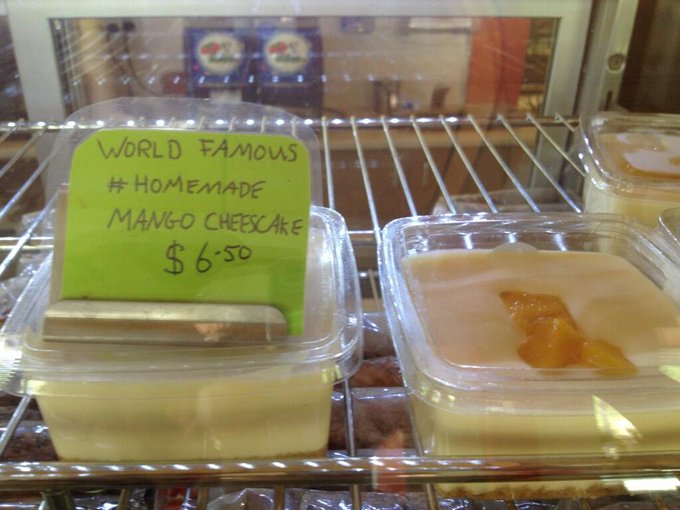 WORLD FAMOUS
# HOMEMADE
MANGO CHEESCAKE
$6.50